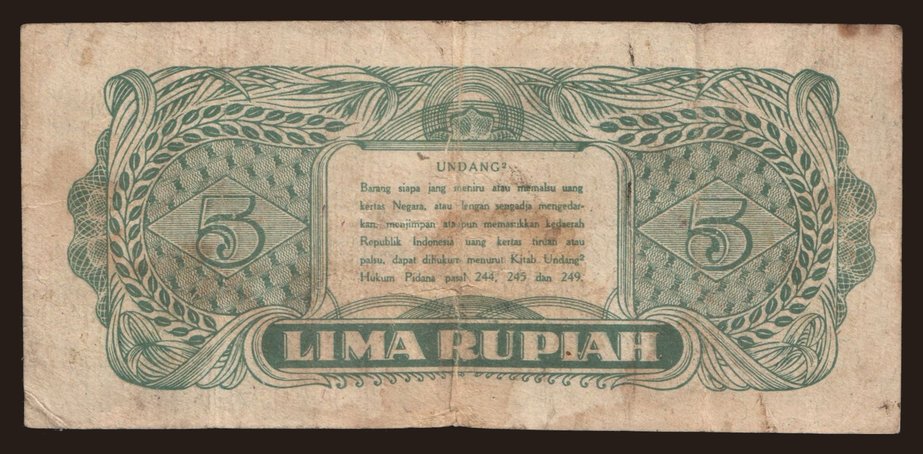 UNDANG²
Barang siapa jang meniru atau memalsu uang
kertas Negara, atau dengan sengadja mengedar-
kan, menjimpan ataupun memasukkan kedaerah
Republik Indonesia uang kertas tiruan atau
palsu, dapat dihukum menurut Kitab Undang²
Hukum Pidana pasal 244, 245 dan 249.
5
5
LIMA RUPIAH